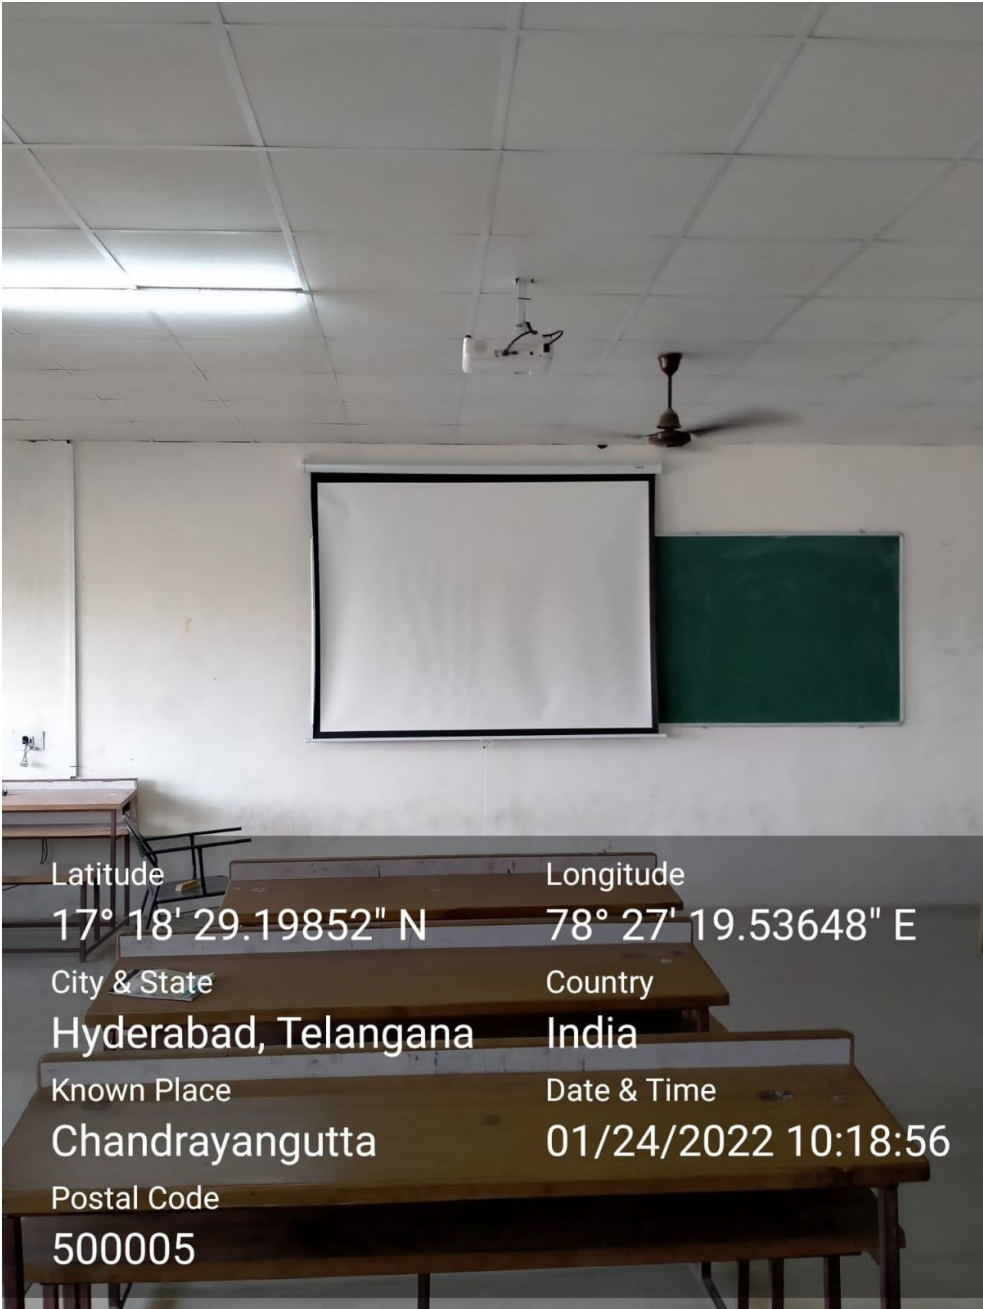 Latitude Longitude
17° 18' 29.19852" N 78° 27' 19.53648" E
City & State Country
Hyderabad, Telangana India
Known Place Date & Time
Chandrayangutta 01/24/2022 10:18:56
Postal Code
500005